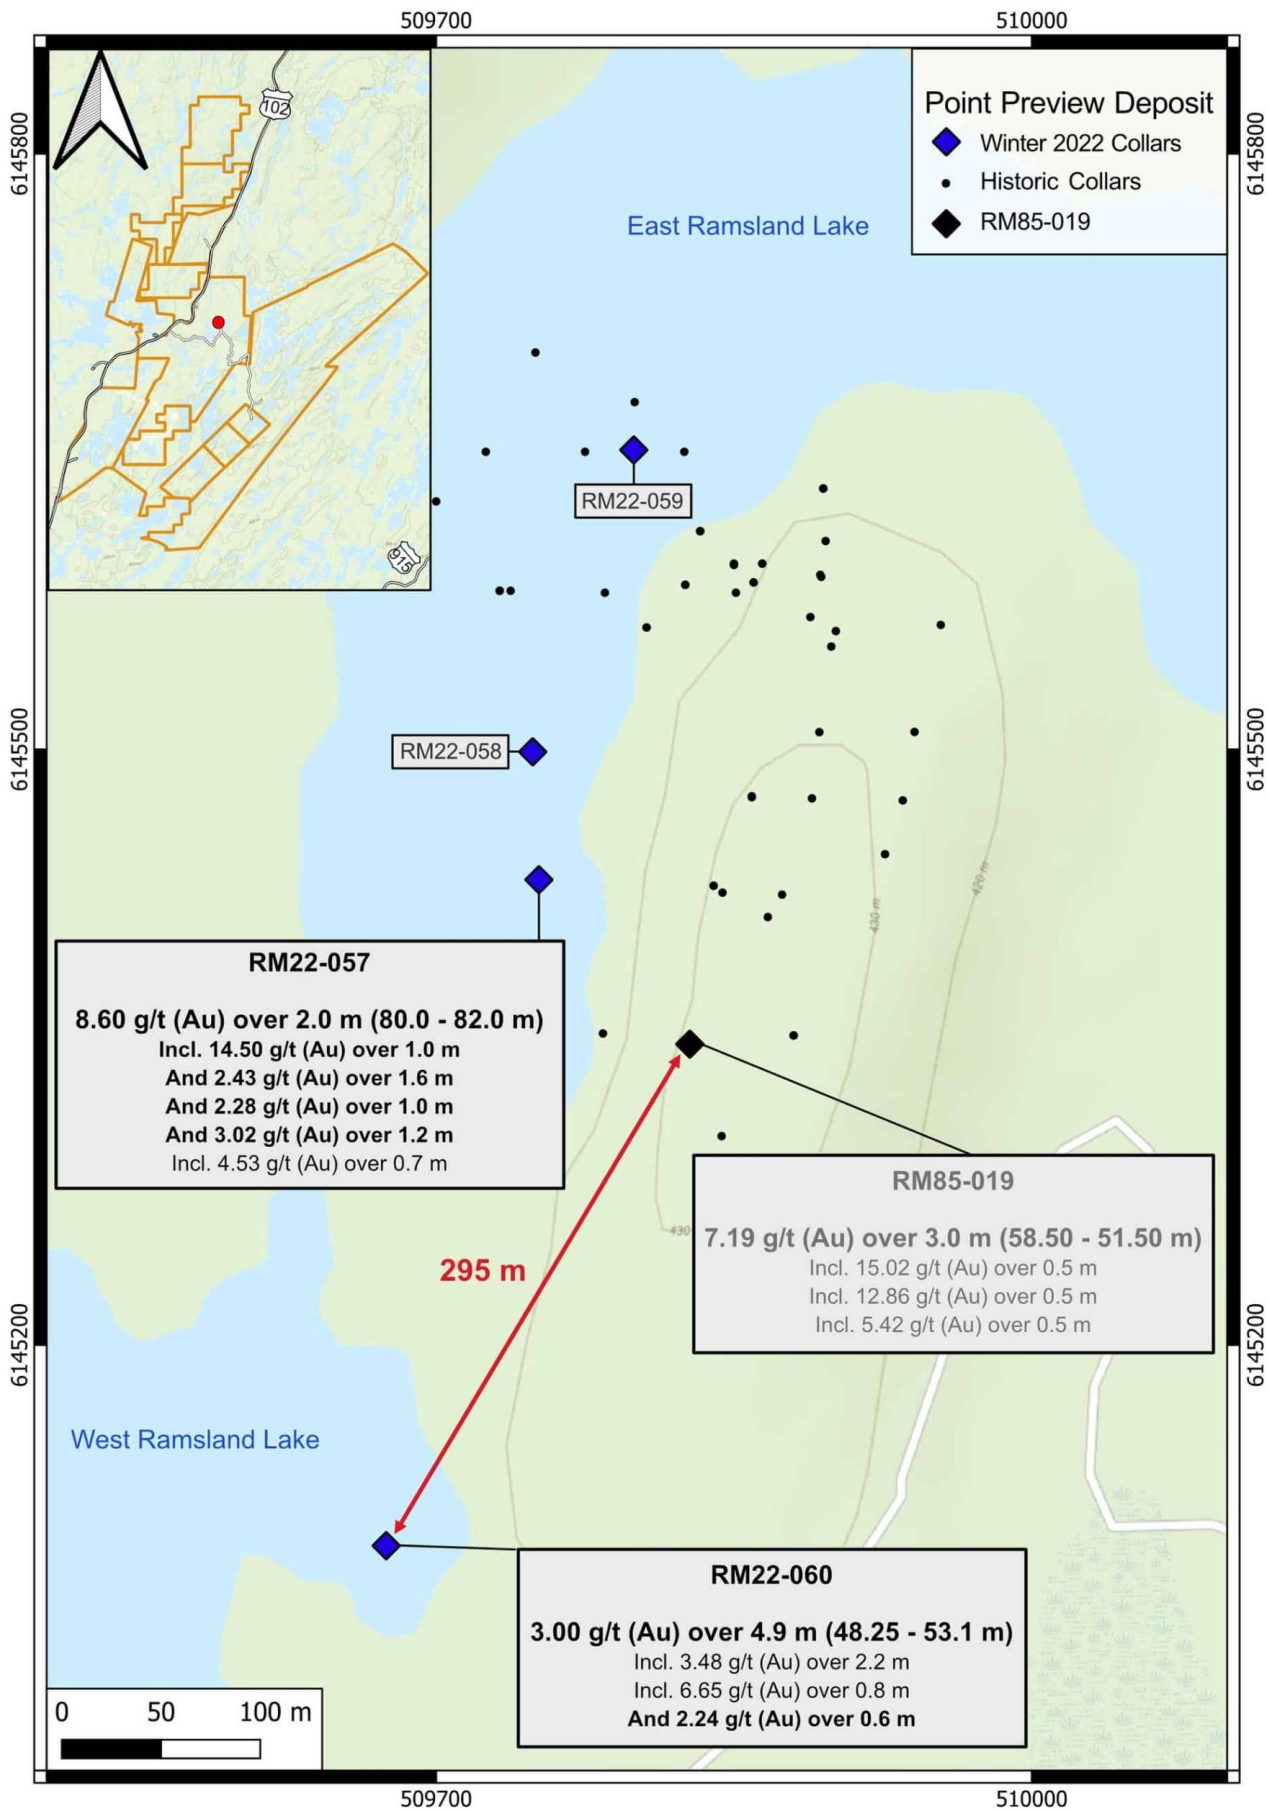 509700
510000
6145800
6145800
102
Point Preview Deposit
Winter 2022 Collars
Historic Collars
RM85-019
East Ramsland Lake
RM22-059
915
6145500
6145500
RM22-058
430 m
420 m
RM22-057
8.60 g/t (Au) over 2.0 m (80.0 - 82.0 m)
Incl. 14.50 g/t (Au) over 1.0 m
And 2.43 g/t (Au) over 1.6 m
And 2.28 g/t (Au) over 1.0 m
And 3.02 g/t (Au) over 1.2 m
Incl. 4.53 g/t (Au) over 0.7 m
RM85-019
7.19 g/t (Au) over 3.0 m (58.50 - 51.50 m)
Incl. 15.02 g/t (Au) over 0.5 m
Incl. 12.86 g/t (Au) over 0.5 m
Incl. 5.42 g/t (Au) over 0.5 m
430
295 m
6145200
6145200
West Ramsland Lake
RM22-060
3.00 g/t (Au) over 4.9 m (48.25 - 53.1 m)
Incl. 3.48 g/t (Au) over 2.2 m
Incl. 6.65 g/t (Au) over 0.8 m
And 2.24 g/t (Au) over 0.6 m
0 50 100 m
509700
510000